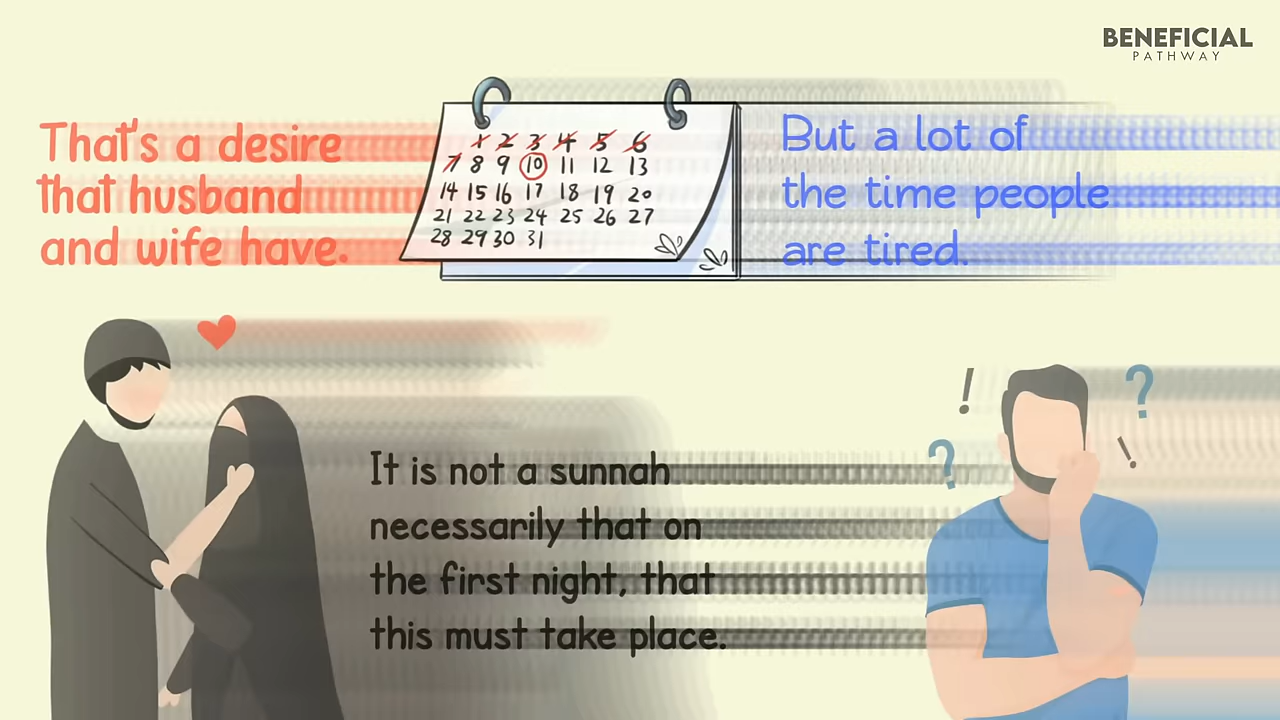 BENEFICIAL
PATHWAY
That's a desire
that husband
and wife have.
1 2 3 4 5 6
7 8 9 10 11 12 13
14 15 16 17 18 19 20
21 22 23 24 25 26 27
28 29 30 31
But a lot of
the time people
are tired.
!
?
?
!
It is not a sunnah
necessarily that on
the first night, that
this must take place.